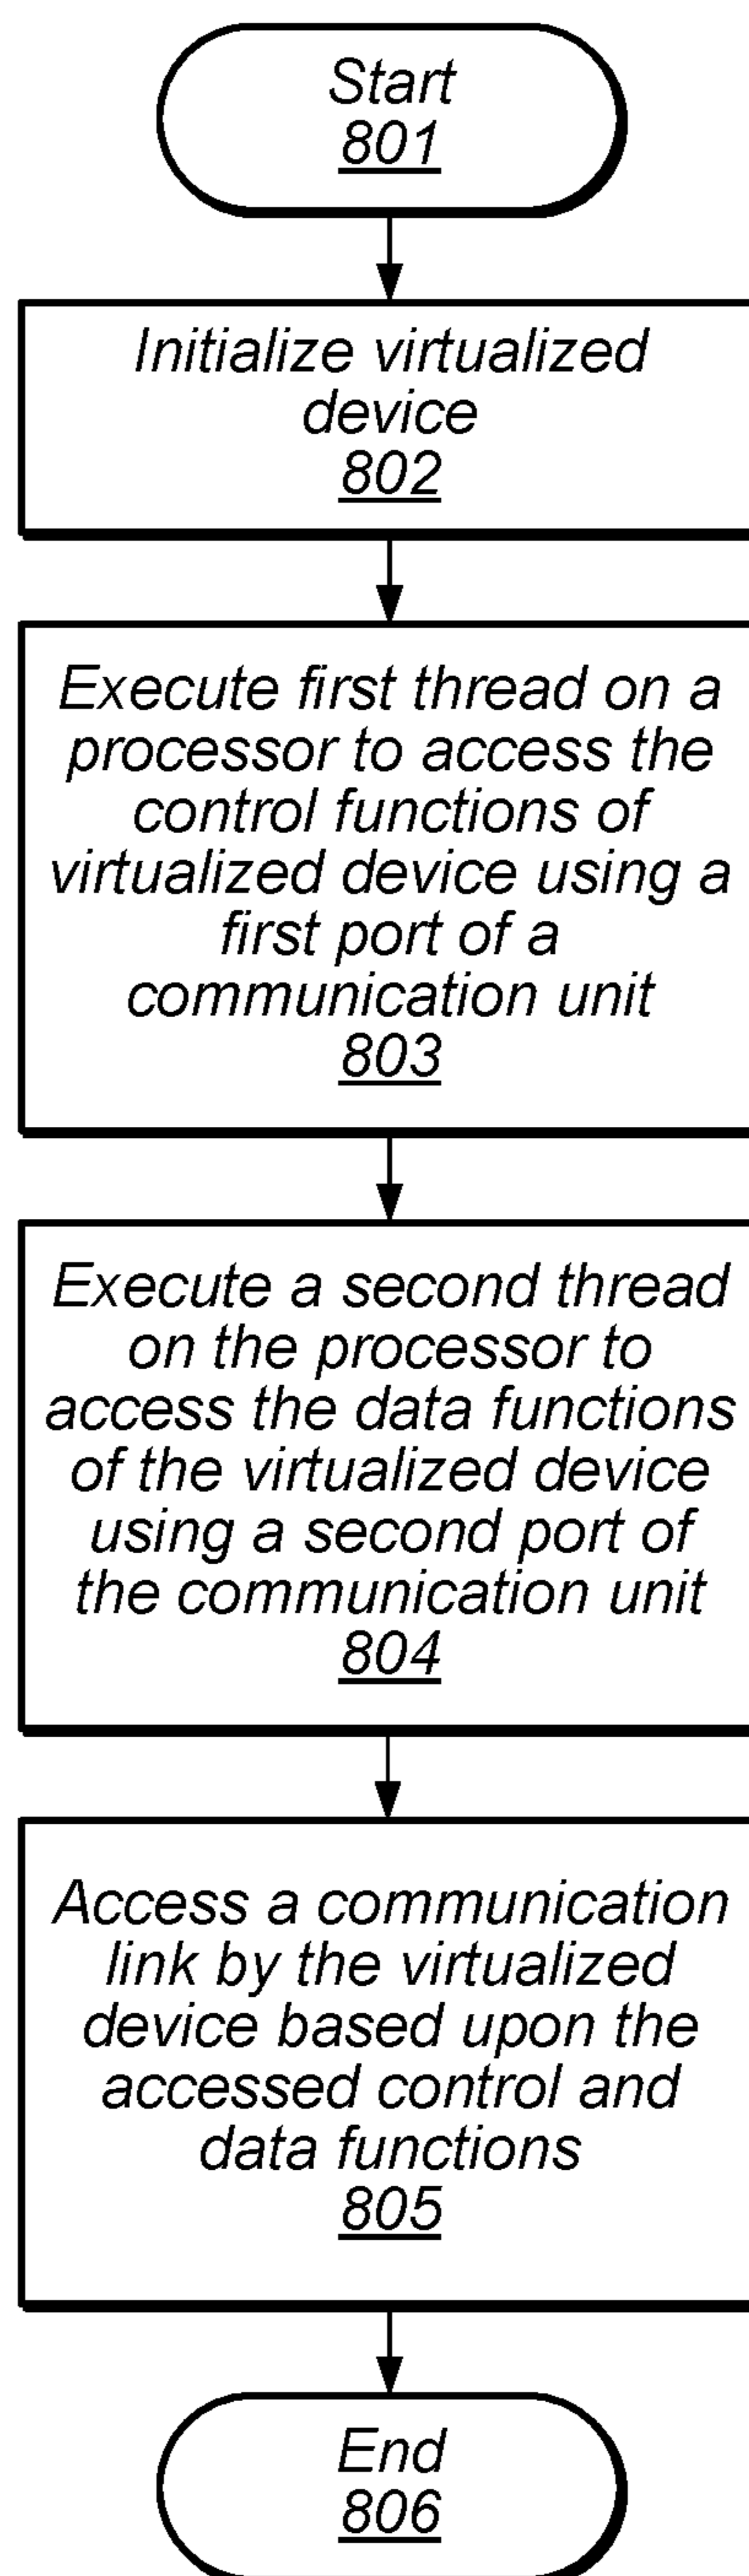 Start
801
Initialize virtualized
device
802
Execute first thread on a
processor to access the
control functions of
virtualized device using a
first port of a
communication unit
803
Execute a second thread
on the processor to
access the data functions
of the virtualized device
using a second port of
the communication unit
804
Access a communication
link by the virtualized
device based upon the
accessed control and
data functions
805
End
806